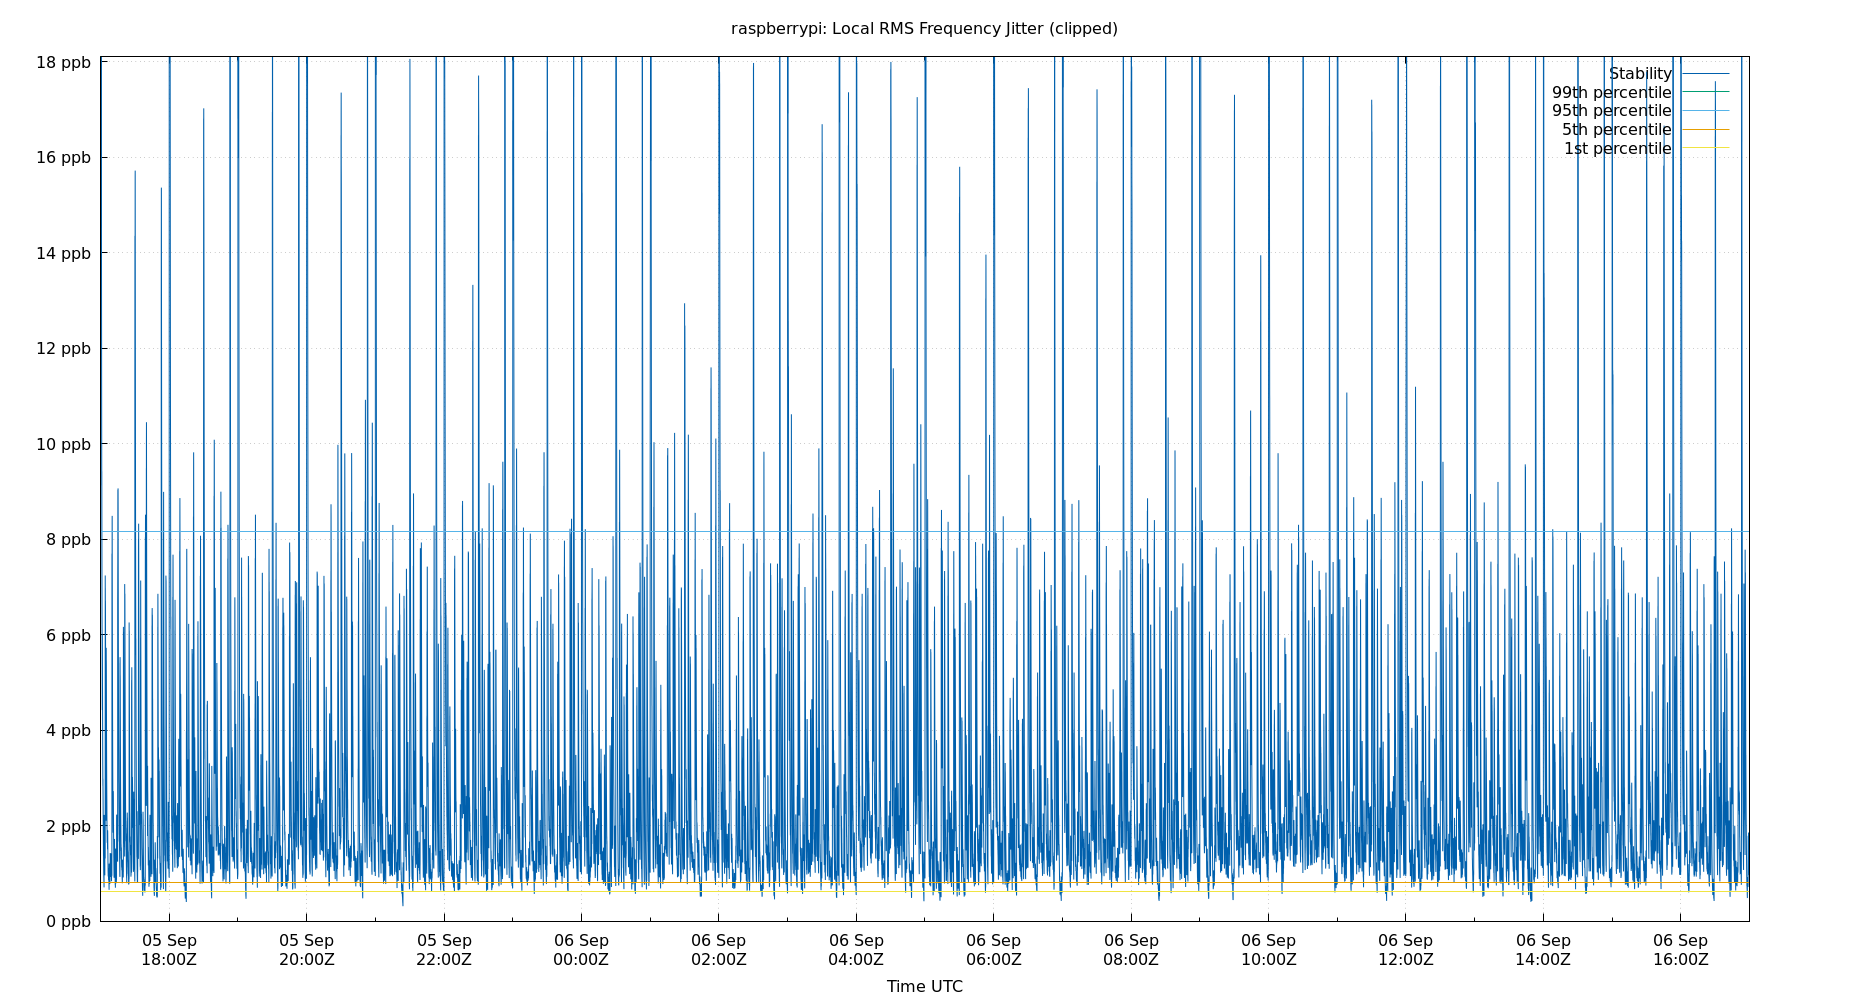 raspberrypi: Local RMS Frequency Jitter (clipped)
18 ppb
16 ppb
14 ppb
12 ppb
10 ppb
8 ppb
6 ppb
4 ppb
2 ppb
0 ppb
Stability
99th percentile
95th percentile
5th percentile
1st percentile
05 Sep 05 Sep 05 Sep 06 Sep 06 Sep 06 Sep 06 Sep 06 Sep 06 Sep 06 Sep 06 Sep 06 Sep
18:00Z 20:00Z 22:00Z 00:00Z 02:00Z 04:00Z 06:00Z 08:00Z 10:00Z 12:00Z 14:00Z 16:00Z
Time UTC